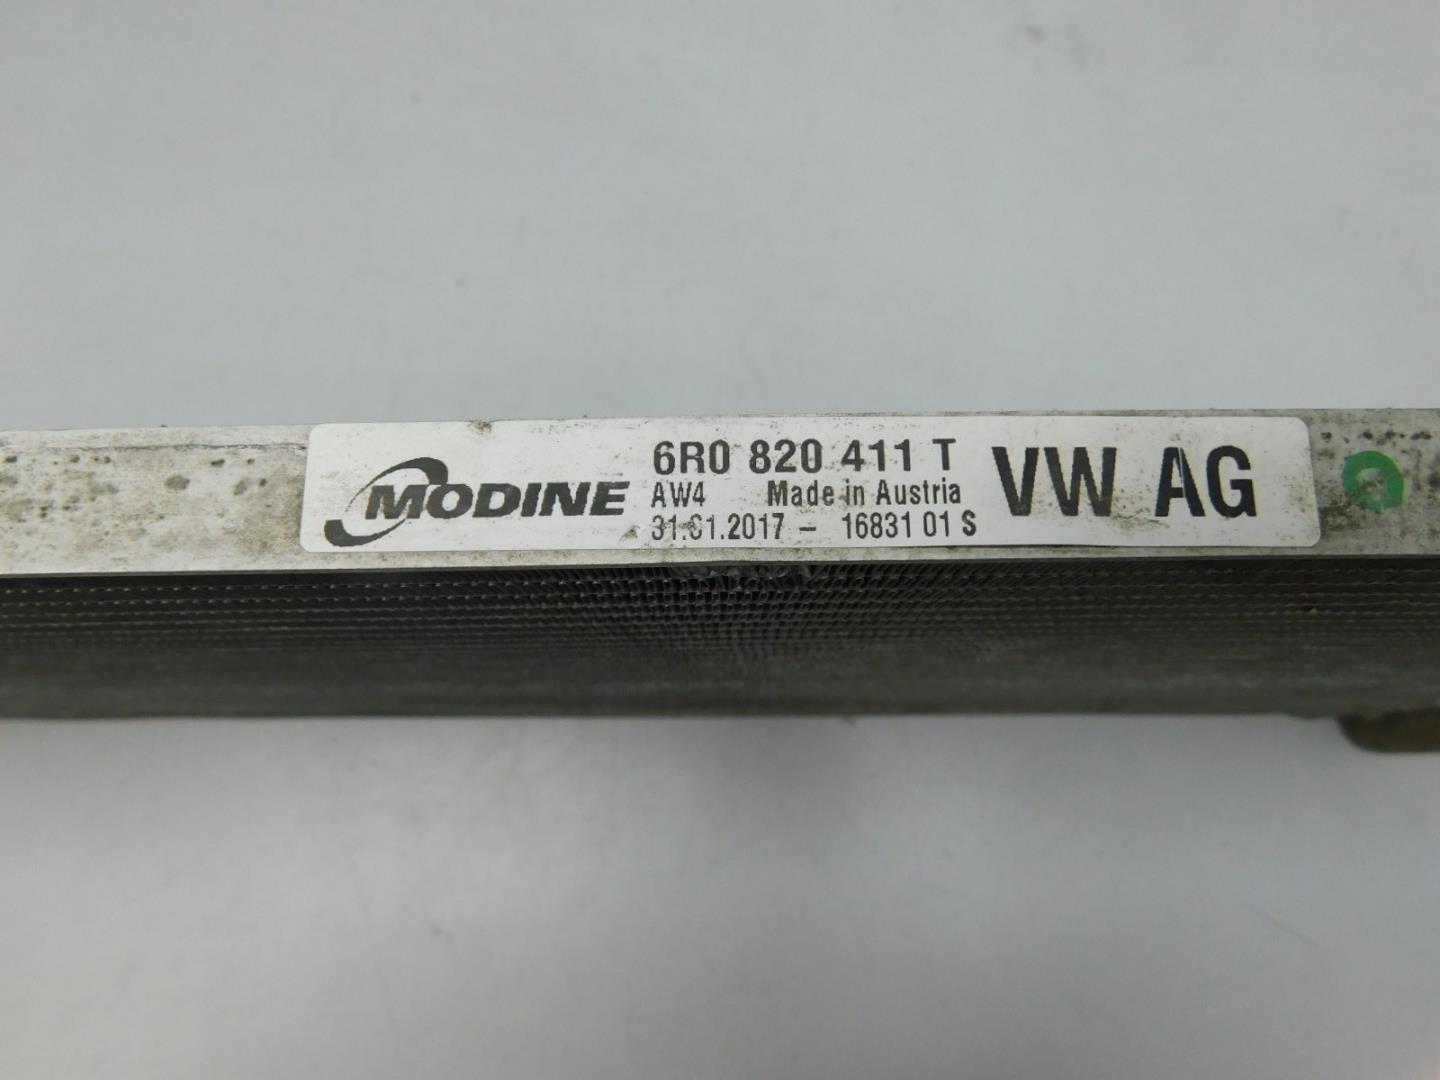 MODINE
6R0 820 411 T
AW4 Made in Austria
31.01.2017 - 16831 01 S
VW AG